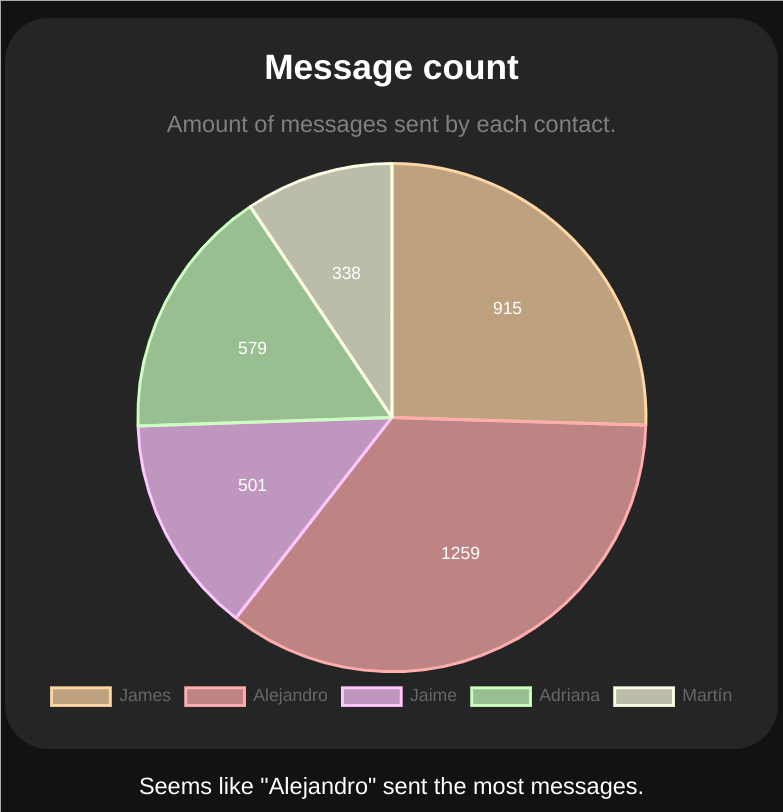 Message count
Amount of messages sent by each contact.
338
915
579
501
1259
James Alejandro Jaime Adriana Martín
Seems like "Alejandro" sent the most messages.